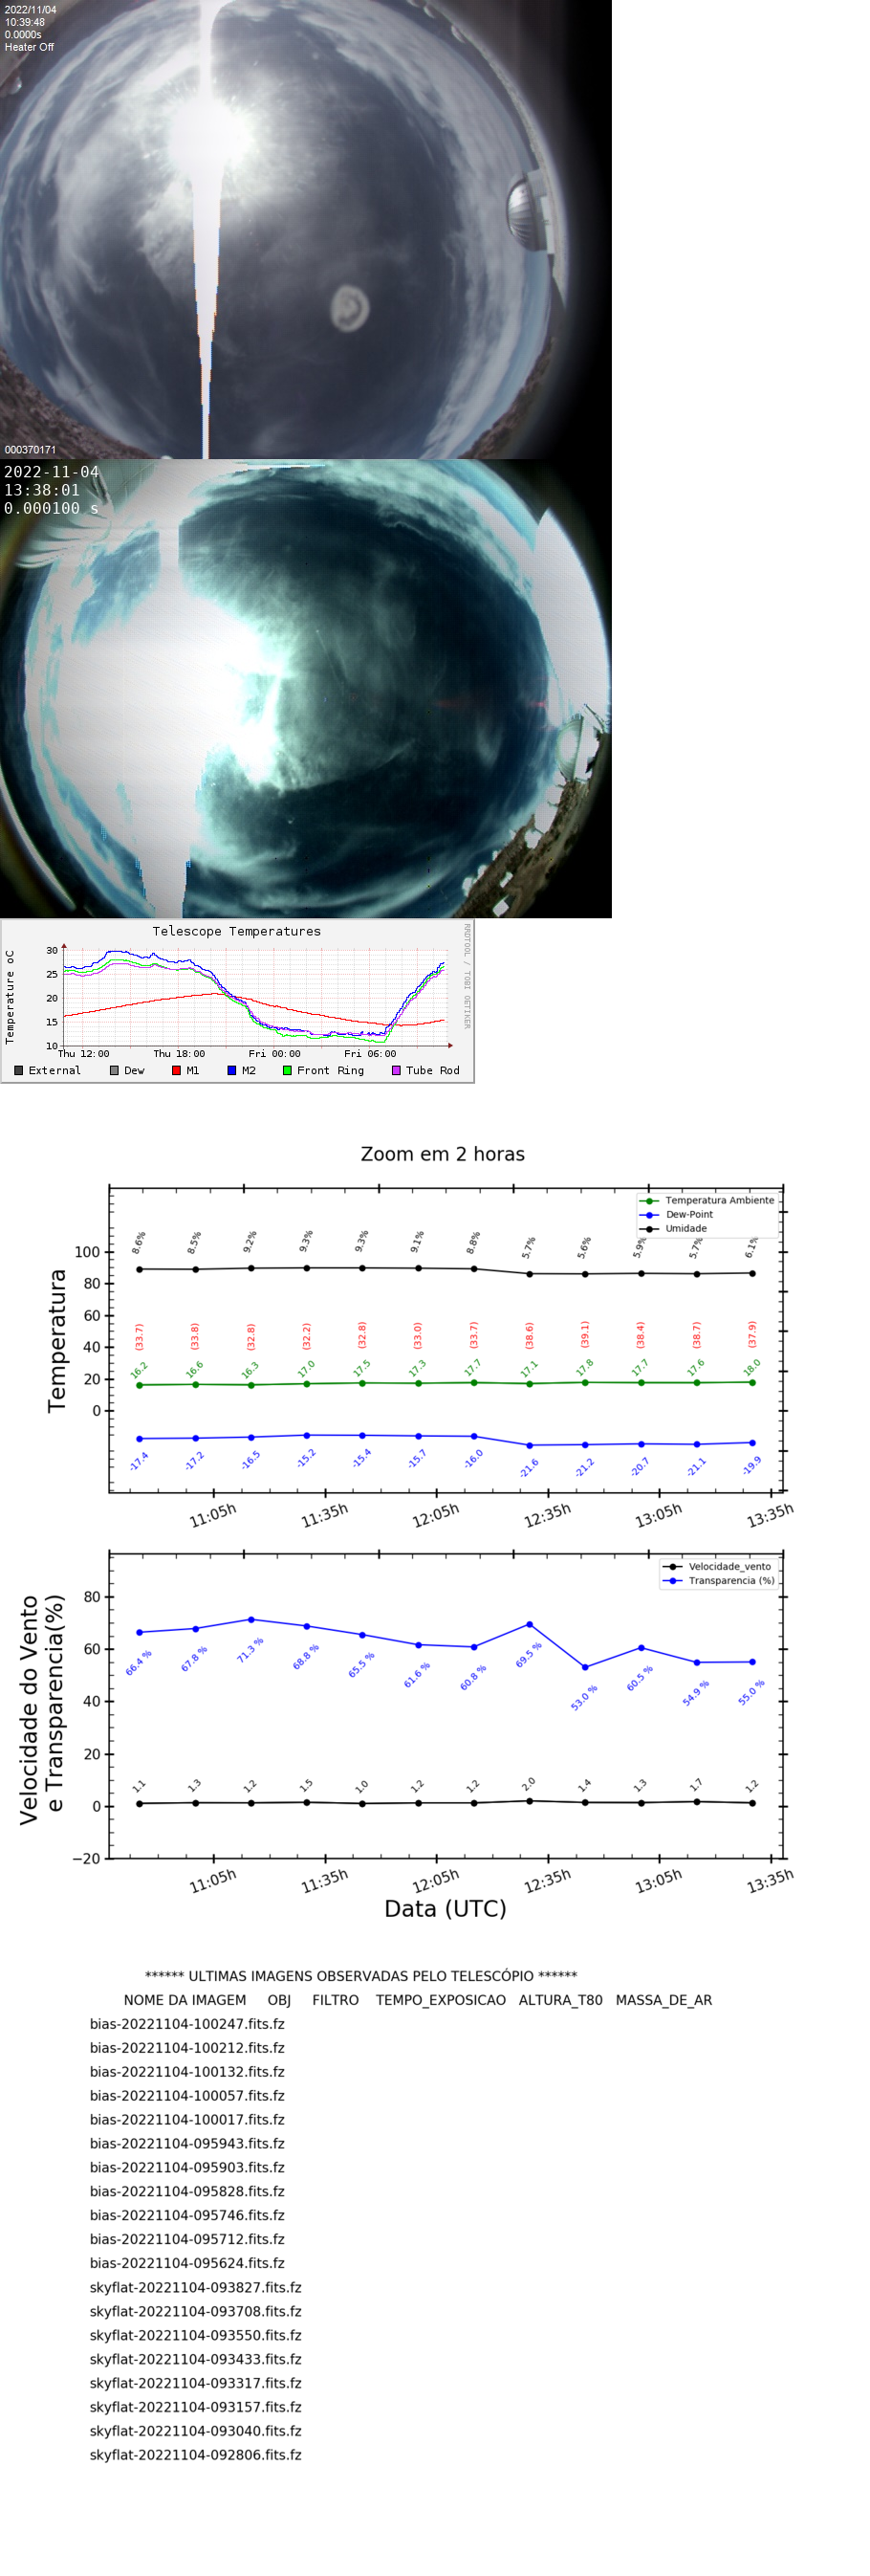 2022/11/04
10:39:48
0.0000s
Heater Off
000370171
2022-11-04
13:38:01
0.000100 s
Telescope Temperatures
RRDTOOL / TOBI OETIKER
Temperature oC
30
25
20
15
10
Thu 12:00 Thu 18:00 Fri 00:00 Fri 06:00
External Dew M1 M2 Front Ring Tube Rod
Zoom em 2 horas
Temperatura Ambiente
Dew-Point
Umidade
Temperatura
100
80
60
40
20
0
8.6% 8.5% 9.2% 9.3% 9.3% 9.1% 8.8% 5.7% 5.6% 5.9% 5.7% 6.1%
(33.7) (33.8) (32.8) (32.2) (32.8) (33.0) (33.7) (38.6) (39.1) (38.4) (38.7) (37.9)
16.2 16.6 16.3 17.0 17.5 17.3 17.7 17.1 17.8 17.7 17.6 18.0
-17.4 -17.2 -16.5 -15.2 -15.4 -15.7 -16.0 -21.6 -21.2 -20.7 -21.1 -19.9
11:05h 11:35h 12:05h 12:35h 13:05h 13:35h
Velocidade_vento
Transparencia (%)
Velocidade do Vento
e Transparencia(%)
80
60
40
20
0
−20
66.4 % 67.8 % 71.3 % 68.8 % 65.5 % 61.6 % 60.8 % 69.5 % 53.0 % 60.5 % 54.9 % 55.0 %
1.1 1.3 1.2 1.5 1.0 1.2 1.2 2.0 1.4 1.3 1.7 1.2
11:05h 11:35h 12:05h 12:35h 13:05h 13:35h
Data (UTC)
****** ULTIMAS IMAGENS OBSERVADAS PELO TELESCÓPIO ******
NOME DA IMAGEM OBJ FILTRO TEMPO_EXPOSICAO ALTURA_T80 MASSA_DE_AR
bias-20221104-100247.fits.fz
bias-20221104-100212.fits.fz
bias-20221104-100132.fits.fz
bias-20221104-100057.fits.fz
bias-20221104-100017.fits.fz
bias-20221104-095943.fits.fz
bias-20221104-095903.fits.fz
bias-20221104-095828.fits.fz
bias-20221104-095746.fits.fz
bias-20221104-095712.fits.fz
bias-20221104-095624.fits.fz
skyflat-20221104-093827.fits.fz
skyflat-20221104-093708.fits.fz
skyflat-20221104-093550.fits.fz
skyflat-20221104-093433.fits.fz
skyflat-20221104-093317.fits.fz
skyflat-20221104-093157.fits.fz
skyflat-20221104-093040.fits.fz
skyflat-20221104-092806.fits.fz